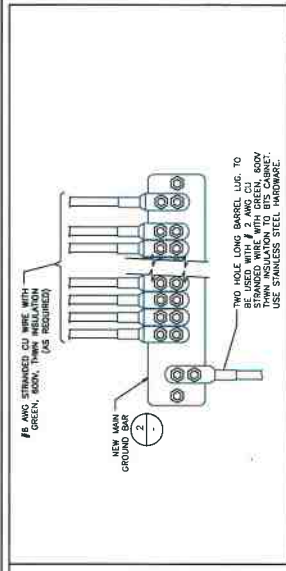 #6 AWG STRANDED CU WIRE WITH
GREEN, 600V, THWN INSULATION
(AS REQUIRED)
NEW MAIN
GROUND BAR
2
-
TWO HOLE LONG BARREL LUG. TO
BE USED WITH # 2 AWG CU
STRANDED WIRE WITH GREEN, 600V
THWN INSULATION TO BTS CABINET.
USE STAINLESS STEEL HARDWARE.